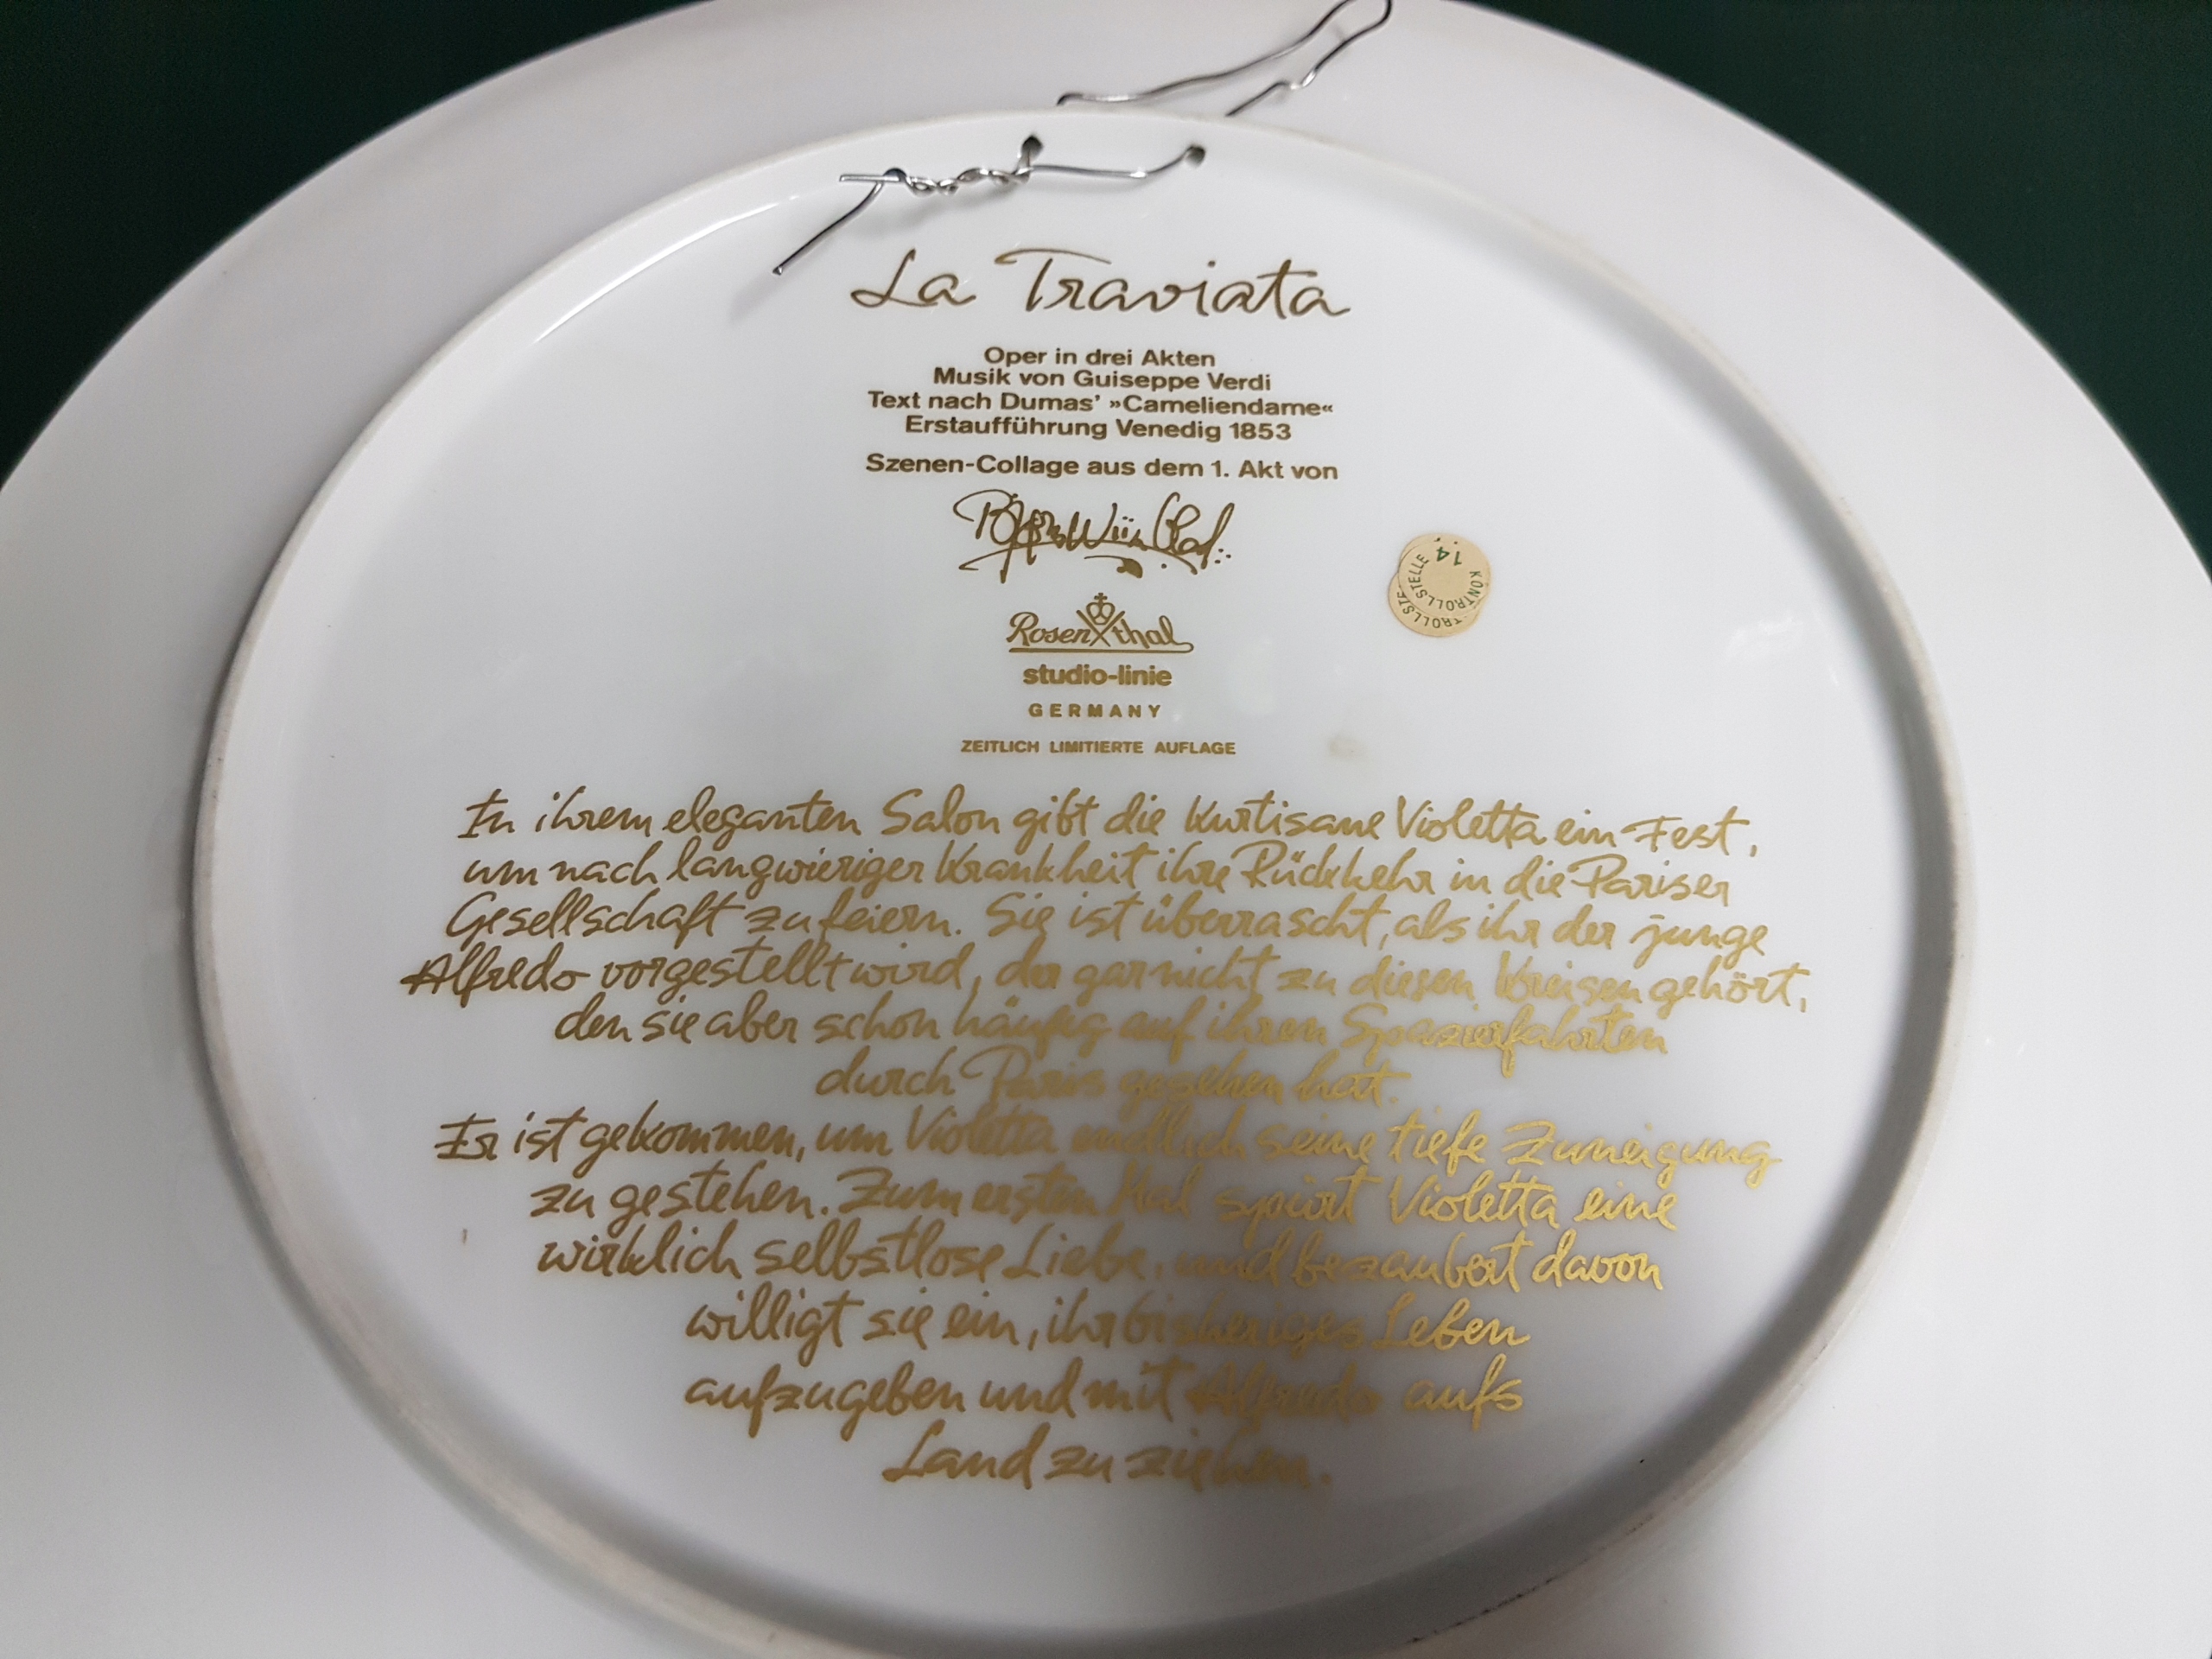 La Traviata
Oper in drei Akten
Musik von Guiseppe Verdi
Text nach Dumas' »Cameliendame«
Erstaufführung Venedig 1853
Szenen-Collage aus dem 1. Akt von
Bjørn Wiinblad
Rosenthal
studio-linie
GERMANY
ZEITLICH LIMITIERTE AUFLAGE
KONTROLLSTELLE 14
TROLLSTE
In ihrem eleganten Salon gibt die Kurtisane Violetta ein Fest,
um nach langwieriger Krankheit ihre Rückkehr in die Pariser
Gesellschaft zu feiern. Sie ist überrascht, als ihr der junge
Alfredo vorgestellt wird, der gar nicht zu diesen Kreisen gehört,
den sie aber schon häufig auf ihren Spazierfahrten
durch Paris gesehen hat.
Er ist gekommen, um Violetta endlich seine tiefe Zuneigung
zu gestehen. Zum ersten Mal spürt Violetta eine
wirklich selbstlose Liebe, und bezaubert davon
willigt sie ein, ihr bisheriges Leben
aufzugeben und mit Alfredo aufs
Land zu ziehen.